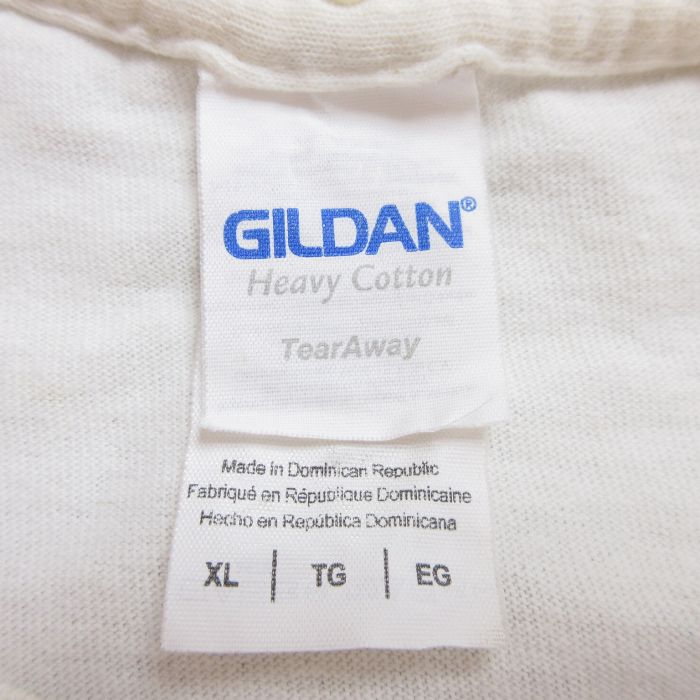 GILDAN®
Heavy Cotton
TearAway
Made in Dominican Republic
Fabriqué en République Dominicaine
Hecho en República Dominicana
XL | TG | EG